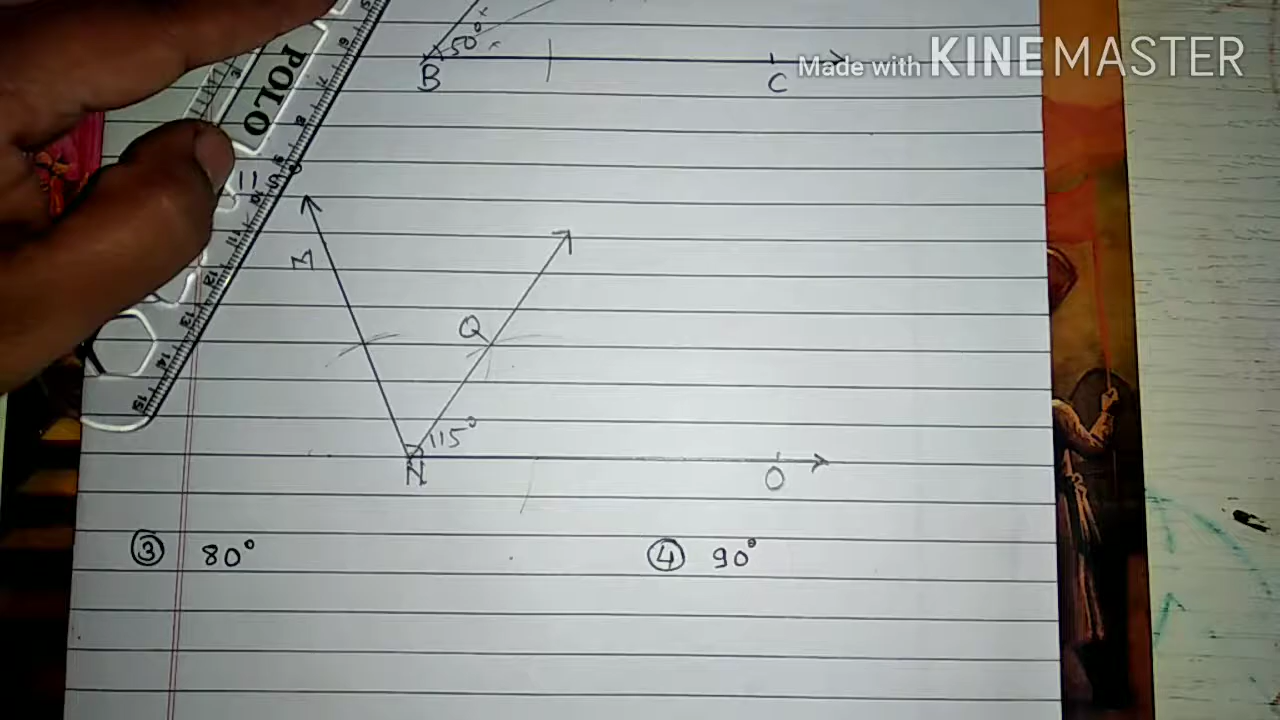 50°
B
C
Made with KINEMASTER
POLO
M
Q
115°
N
O
③ 80°
④ 90°